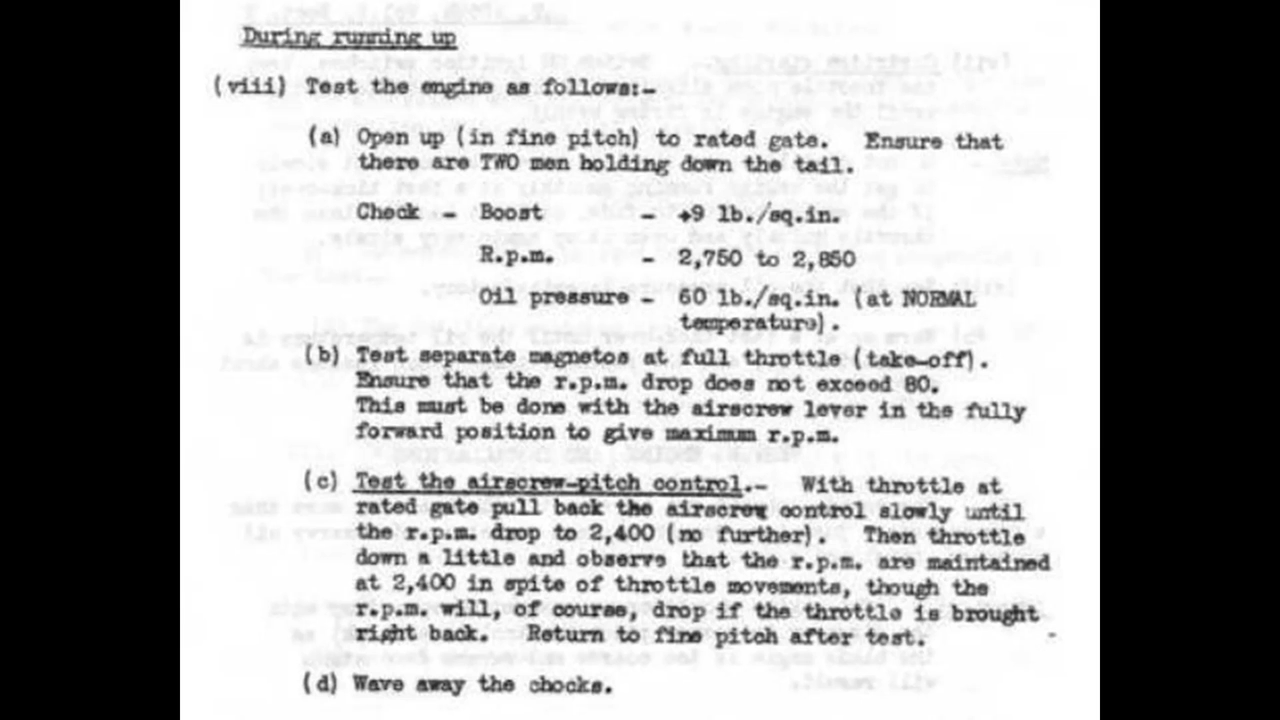 During running up
(viii) Test the engine as follows:-
(a) Open up (in fine pitch) to rated gate. Ensure that
there are TWO men holding down the tail.
Check - Boost - +9 lb./sq.in.
R.p.m. - 2,750 to 2,850
Oil pressure - 60 lb./sq.in. (at NORMAL
temperature).
(b) Test separate magnetos at full throttle (take-off).
Ensure that the r.p.m. drop does not exceed 80.
This must be done with the airscrew lever in the fully
forward position to give maximum r.p.m.
(c) Test the airscrew-pitch control.- With throttle at
rated gate pull back the airscrew control slowly until
the r.p.m. drop to 2,400 (no further). Then throttle
down a little and observe that the r.p.m. are maintained
at 2,400 in spite of throttle movements, though the
r.p.m. will, of course, drop if the throttle is brought
right back. Return to fine pitch after test.
(d) Wave away the chocks.